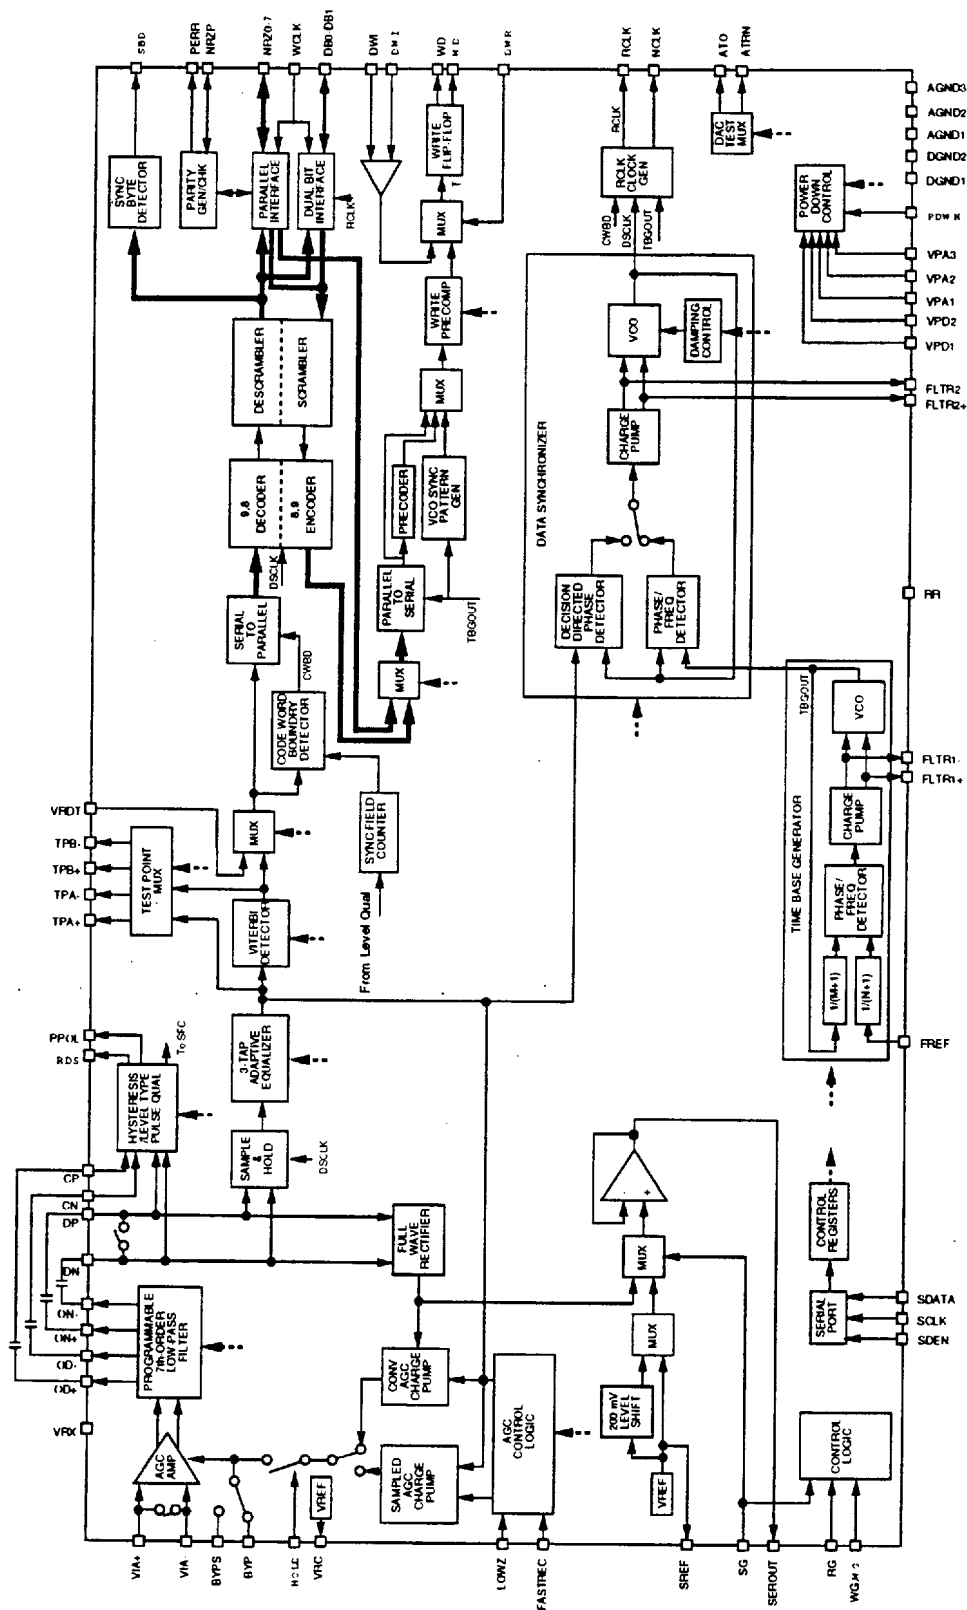 SBD
PERR
NRZP
NRZ0-7
WCLK
DB0-DB1
DWI
WD
RCLK
NCLK
ATO
ATRN
AGND3
AGND2
AGND1
DGND2
DGND1
VPA3
VPA2
VPA1
VPD2
VPD1
FLTR2
FLTR2+
RR
FLTR1-
FLTR1+
FREF
SDATA
SCLK
SDEN
SYNC
BYTE
DETECTOR
PARITY
GEN/CHK
PARALLEL
INTERFACE
DUAL BIT
INTERFACE
RCLK
WRITE
FLIP-FLOP
MUX
RCLK
RCLK
CLOCK
GEN
CWBD
DSCLK
TBGOUT
DAC
TEST
MUX
POWER
DOWN
CONTROL
DESCRAMBLER
SCRAMBLER
WRITE
PRECOMP
MUX
VCO
DAMPING
CONTROL
CHARGE
PUMP
DATA SYNCHRONIZER
9,8
DECODER
8,9
ENCODER
DSCLK
PRECODER
VCO SYNC
PATTERN
GEN
SERIAL
TO
PARALLEL
CWBD
PARALLEL
TO
SERIAL
TBGOUT
DECISION
DIRECTED
PHASE
DETECTOR
PHASE/
FREQ
DETECTOR
CODE WORD
BOUNDRY
DETECTOR
MUX
TBGOUT
VCO
VRDT
TPB-
TPB+
TPA-
TPA+
TEST POINT
MUX
MUX
SYNC FIELD
COUNTER
From Level Qual
VITERBI
DETECTOR
TIME BASE GENERATOR
CHARGE
PUMP
PHASE/
FREQ
DETECTOR
1/(M+1)
1/(N+1)
PPOL
RDS
To SFC
HYSTERESIS
/LEVEL TYPE
PULSE QUAL
3-TAP
ADAPTIVE
EQUALIZER
SAMPLE
&
HOLD
DSCLK
CP
CN
DP
DN
ON-
ON+
OD-
OD+
VRX
FULL
WAVE
RECTIFIER
MUX
+
CONTROL
REGISTERS
SERIAL
PORT
PROGRAMMABLE
7th-ORDER
LOW-PASS
FILTER
CONV
AGC
CHARGE
PUMP
MUX
200 mV
LEVEL
SHIFT
VREF
AGC
AMP
VREF
SAMPLED
AGC
CHARGE
PUMP
AGC
CONTROL
LOGIC
CONTROL
LOGIC
VIA+
VIA-
BYPS
BYP
HOLD
VRC
LOWZ
FASTREC
SREF
SG
SEROUT
RG